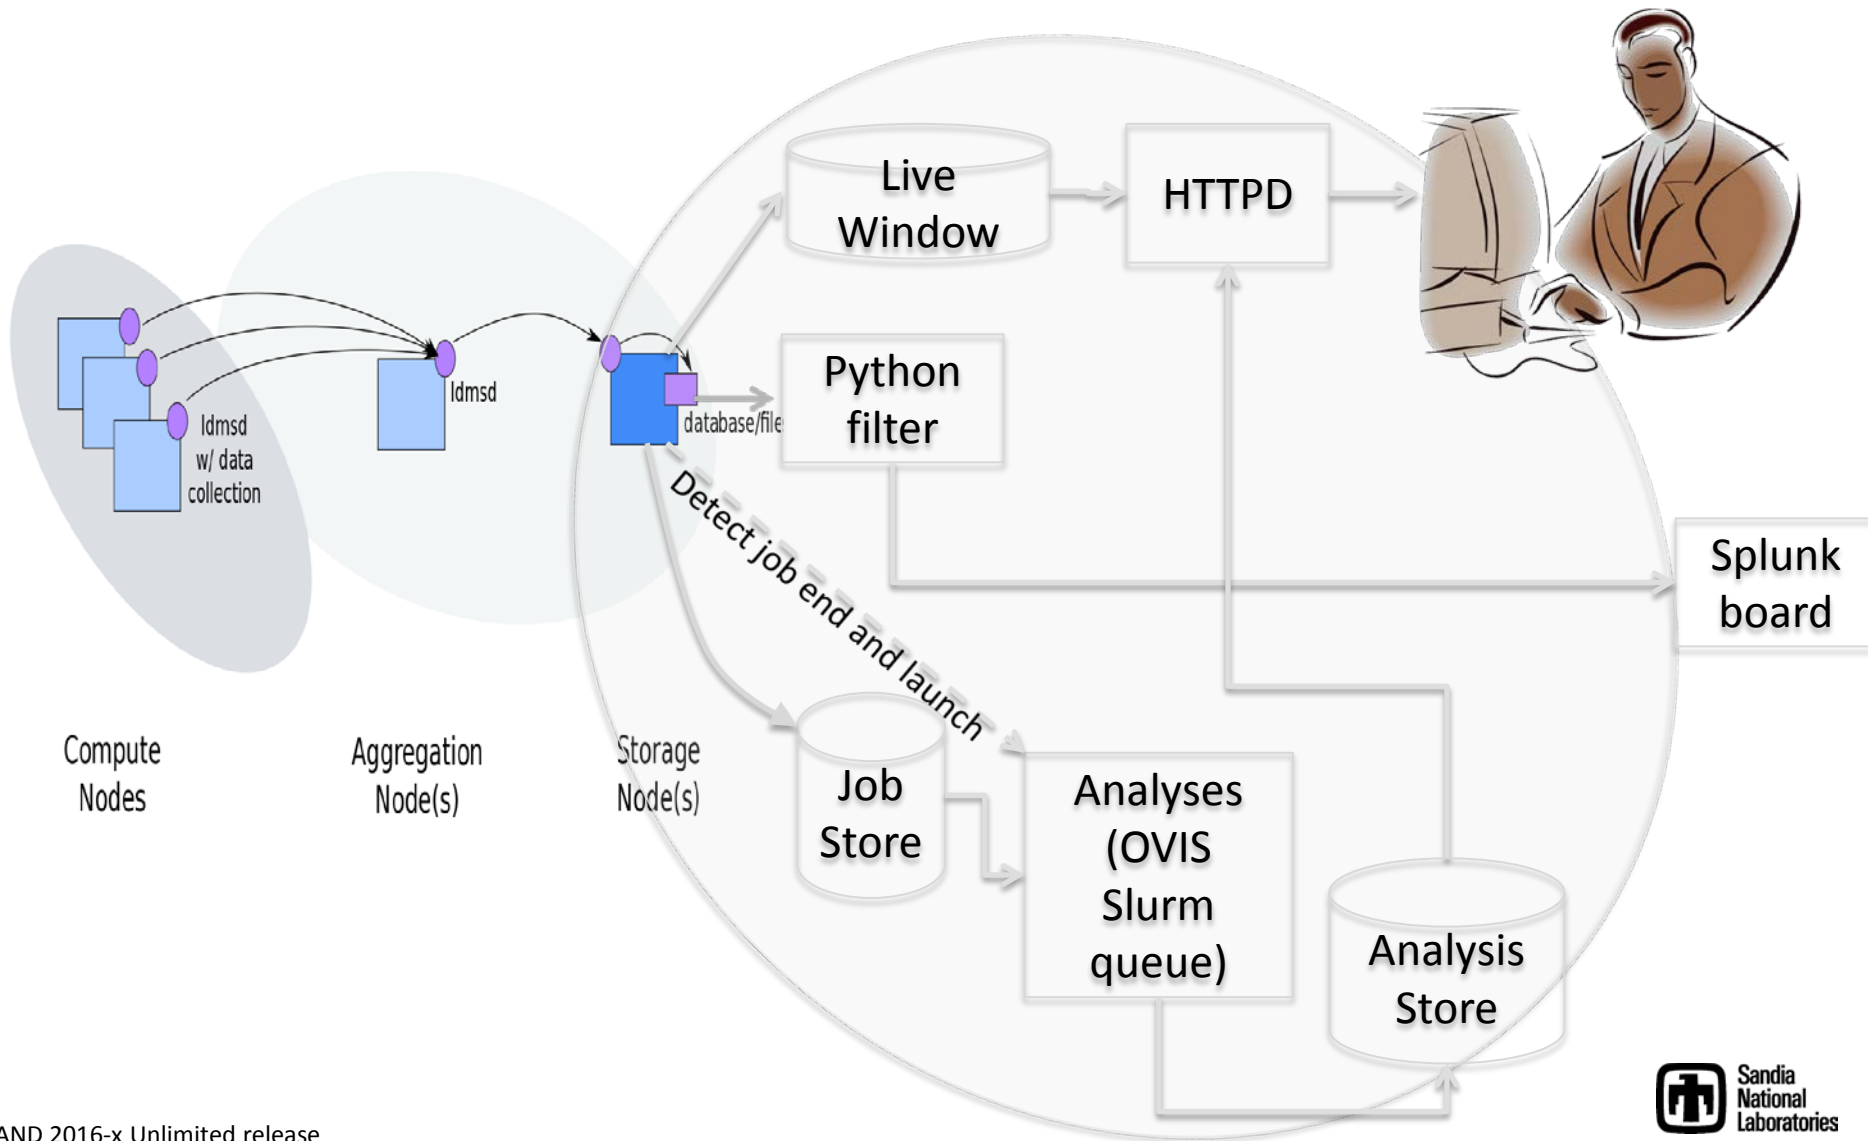 Live
Window
HTTPD
Python
filter
ldmsd
w/ data
collection
ldmsd
database/file
Detect job end and launch
Splunk
board
Compute
Nodes
Aggregation
Node(s)
Storage
Node(s)
Job
Store
Analyses
(OVIS
Slurm
queue)
Analysis
Store
Sandia
National
Laboratories
AND 2016-x Unlimited release